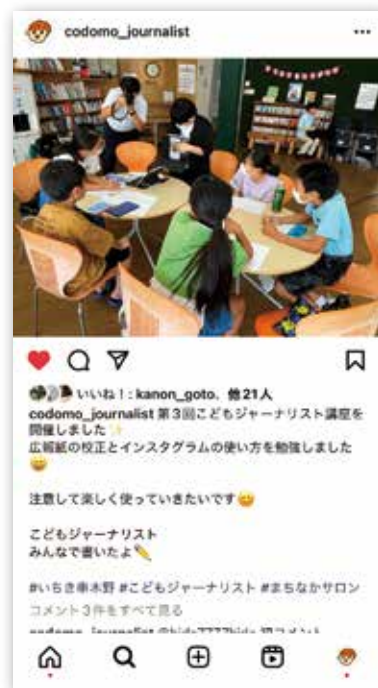 codomo_journalist
いいね！: kanon_goto、他21人
codomo_journalist 第3回こどもジャーナリスト講座を
開催しました✨
広報紙の校正とインスタグラムの使い方を勉強しました
😄
注意して楽しく使っていきたいです😄
こどもジャーナリスト
みんなで書いたよ✏️
#いちき串木野 #こどもジャーナリスト #まちなかサロン
コメント3件をすべて見る